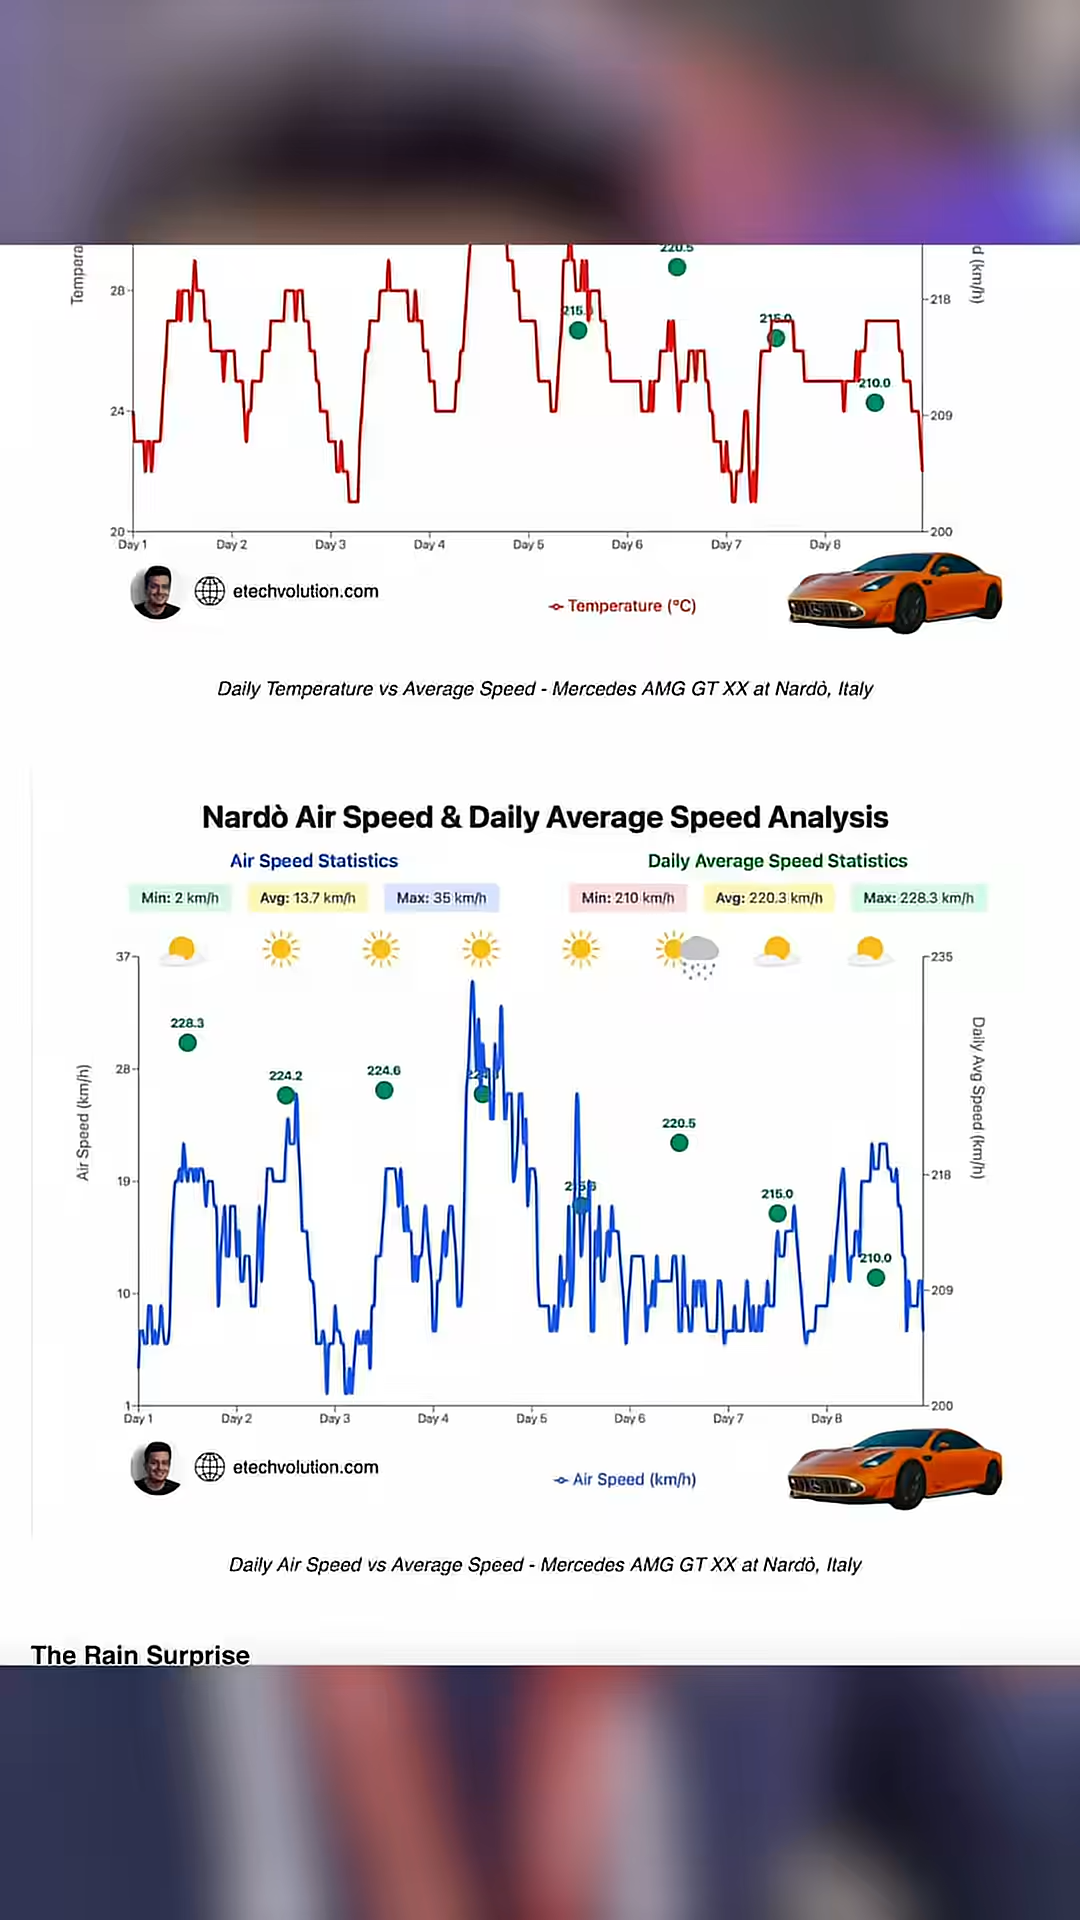 220.5
Tempera
d (km/h)
28
218
215.
215.0
210.0
24
209
20
200
Day 1 Day 2 Day 3 Day 4 Day 5 Day 6 Day 7 Day 8
etechvolution.com
Temperature (°C)
Daily Temperature vs Average Speed - Mercedes AMG GT XX at Nardò, Italy
Nardò Air Speed & Daily Average Speed Analysis
Air Speed Statistics
Daily Average Speed Statistics
Min: 2 km/h Avg: 13.7 km/h Max: 35 km/h
Min: 210 km/h Avg: 220.3 km/h Max: 228.3 km/h
37
235
228.3
Air Speed (km/h)
Daily Avg Speed (km/h)
28
224.2
224.6
220.5
19
218
215.0
210.0
10
209
1
200
Day 1 Day 2 Day 3 Day 4 Day 5 Day 6 Day 7 Day 8
etechvolution.com
Air Speed (km/h)
Daily Air Speed vs Average Speed - Mercedes AMG GT XX at Nardò, Italy
The Rain Surprise